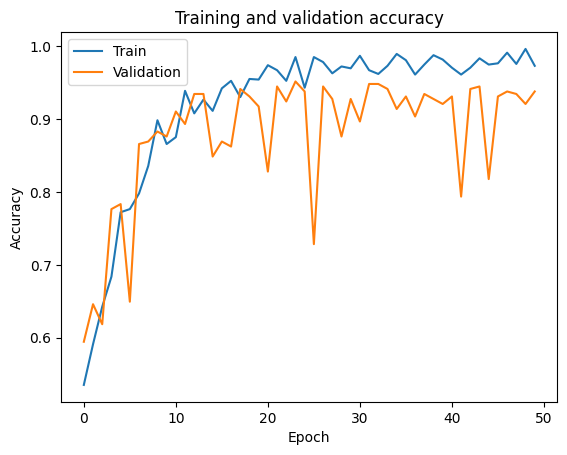 Training and validation accuracy
Train
Validation
1.0
0.9
0.8
0.7
0.6
Accuracy
0
10
20
30
40
50
Epoch